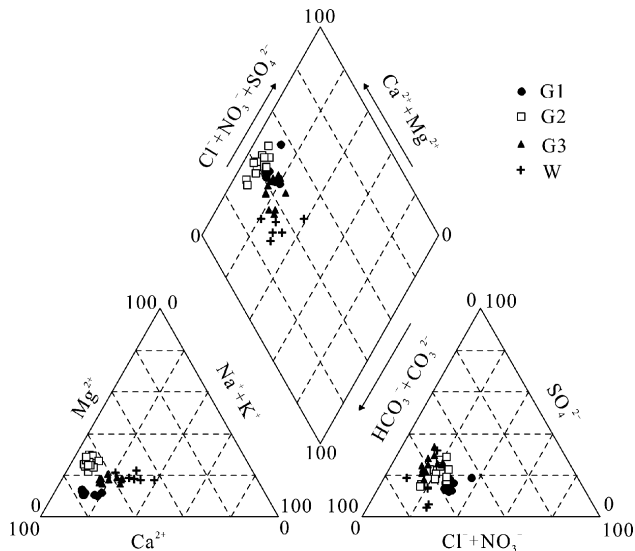 100
Cl⁻+NO₃⁻+SO₄²⁻
Ca²⁺+Mg²⁺
G1
G2
G3
W
0
0
100 0
0 100
Mg²⁺
Na⁺+K⁺
HCO₃⁻+CO₃²⁻
SO₄²⁻
100
0
100
100
0
Ca²⁺
100
0
0
100
Cl⁻+NO₃⁻